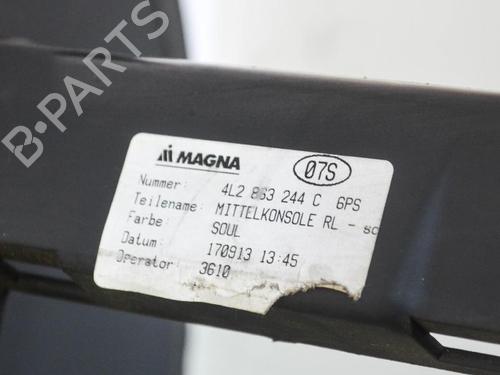 B-PARTS
MAGNA
07S
Nummer: 4L2 863 244 C 6PS
Teilename: MITTELKONSOLE RL - so
Farbe: SOUL
Datum: 170913 13:45
Operator: 3610